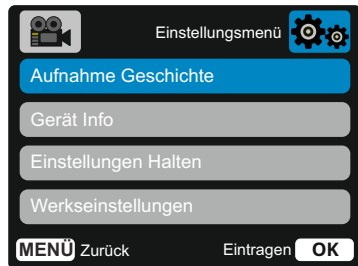 Einstellungsmenü
Aufnahme Geschichte
Gerät Info
Einstellungen Halten
Werkseinstellungen
MENÜ Zurück Eintragen OK